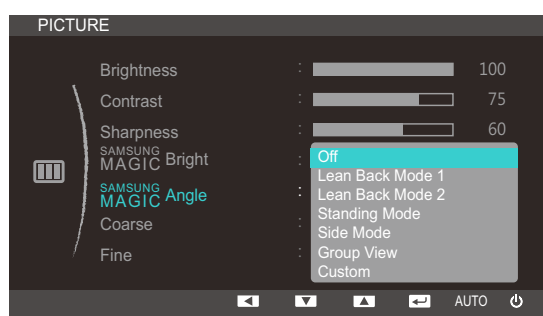 PICTURE
Brightness : 100
Contrast : 75
Sharpness : 60
SAMSUNG
MAGIC Bright :
SAMSUNG
MAGIC Angle :
Coarse :
Fine :
Off
Lean Back Mode 1
Lean Back Mode 2
Standing Mode
Side Mode
Group View
Custom
AUTO